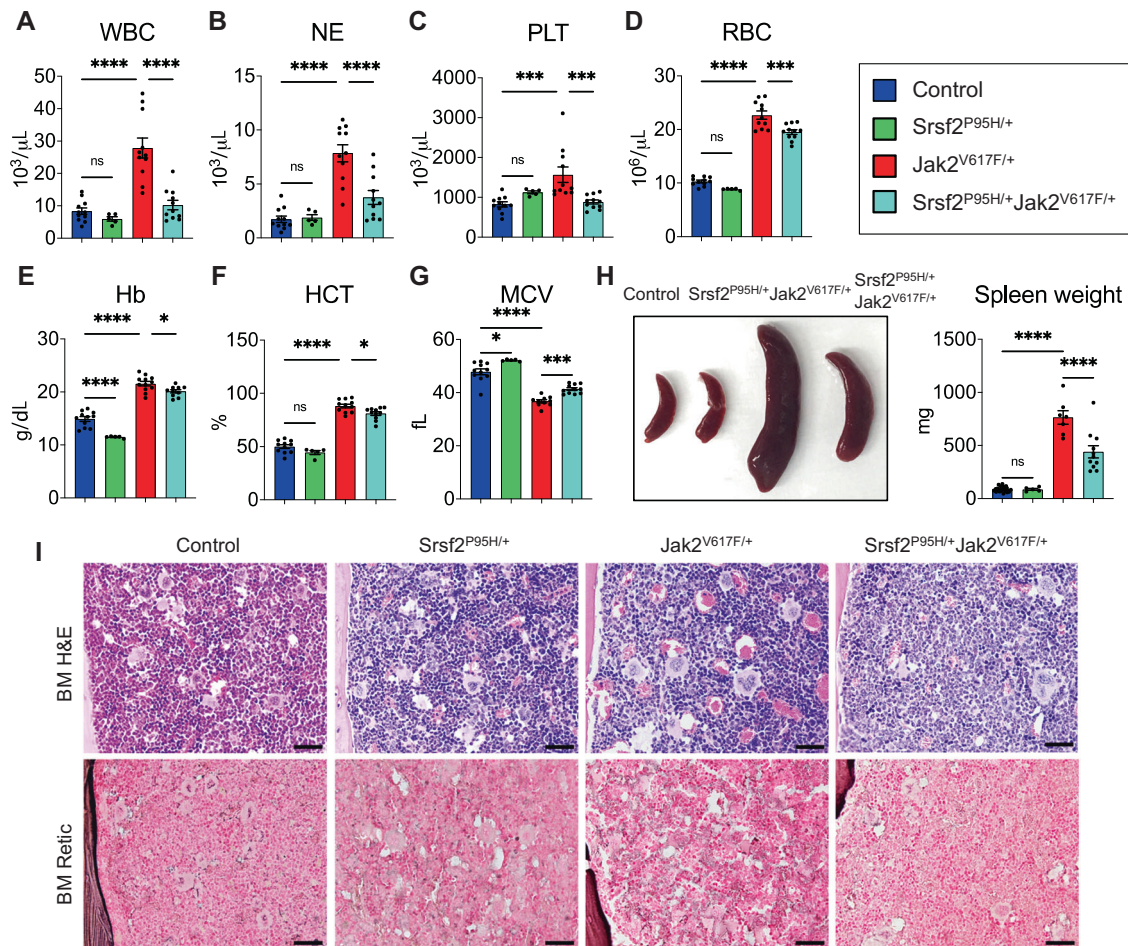 A WBC
10³/µL
50
40
30
20
10
0
**** ****
ns
B NE
10³/µL
15
10
5
0
**** ****
ns
C PLT
10³/µL
4000
3000
2000
1000
0
*** ***
ns
D RBC
10⁶/µL
30
20
10
0
**** ***
ns
Control
Srsf2P95H/+
Jak2V617F/+
Srsf2P95H/+Jak2V617F/+
E Hb
g/dL
30
20
10
0
**** *
****
F HCT
%
150
100
50
0
**** *
ns
G MCV
fL
60
40
20
0
****
* ***
H
Control Srsf2P95H/+ Jak2V617F/+ Srsf2P95H/+
Jak2V617F/+
Spleen weight
mg
1500
1000
500
0
****
****
ns
I
Control Srsf2P95H/+ Jak2V617F/+ Srsf2P95H/+Jak2V617F/+
BM H&E
BM Retic